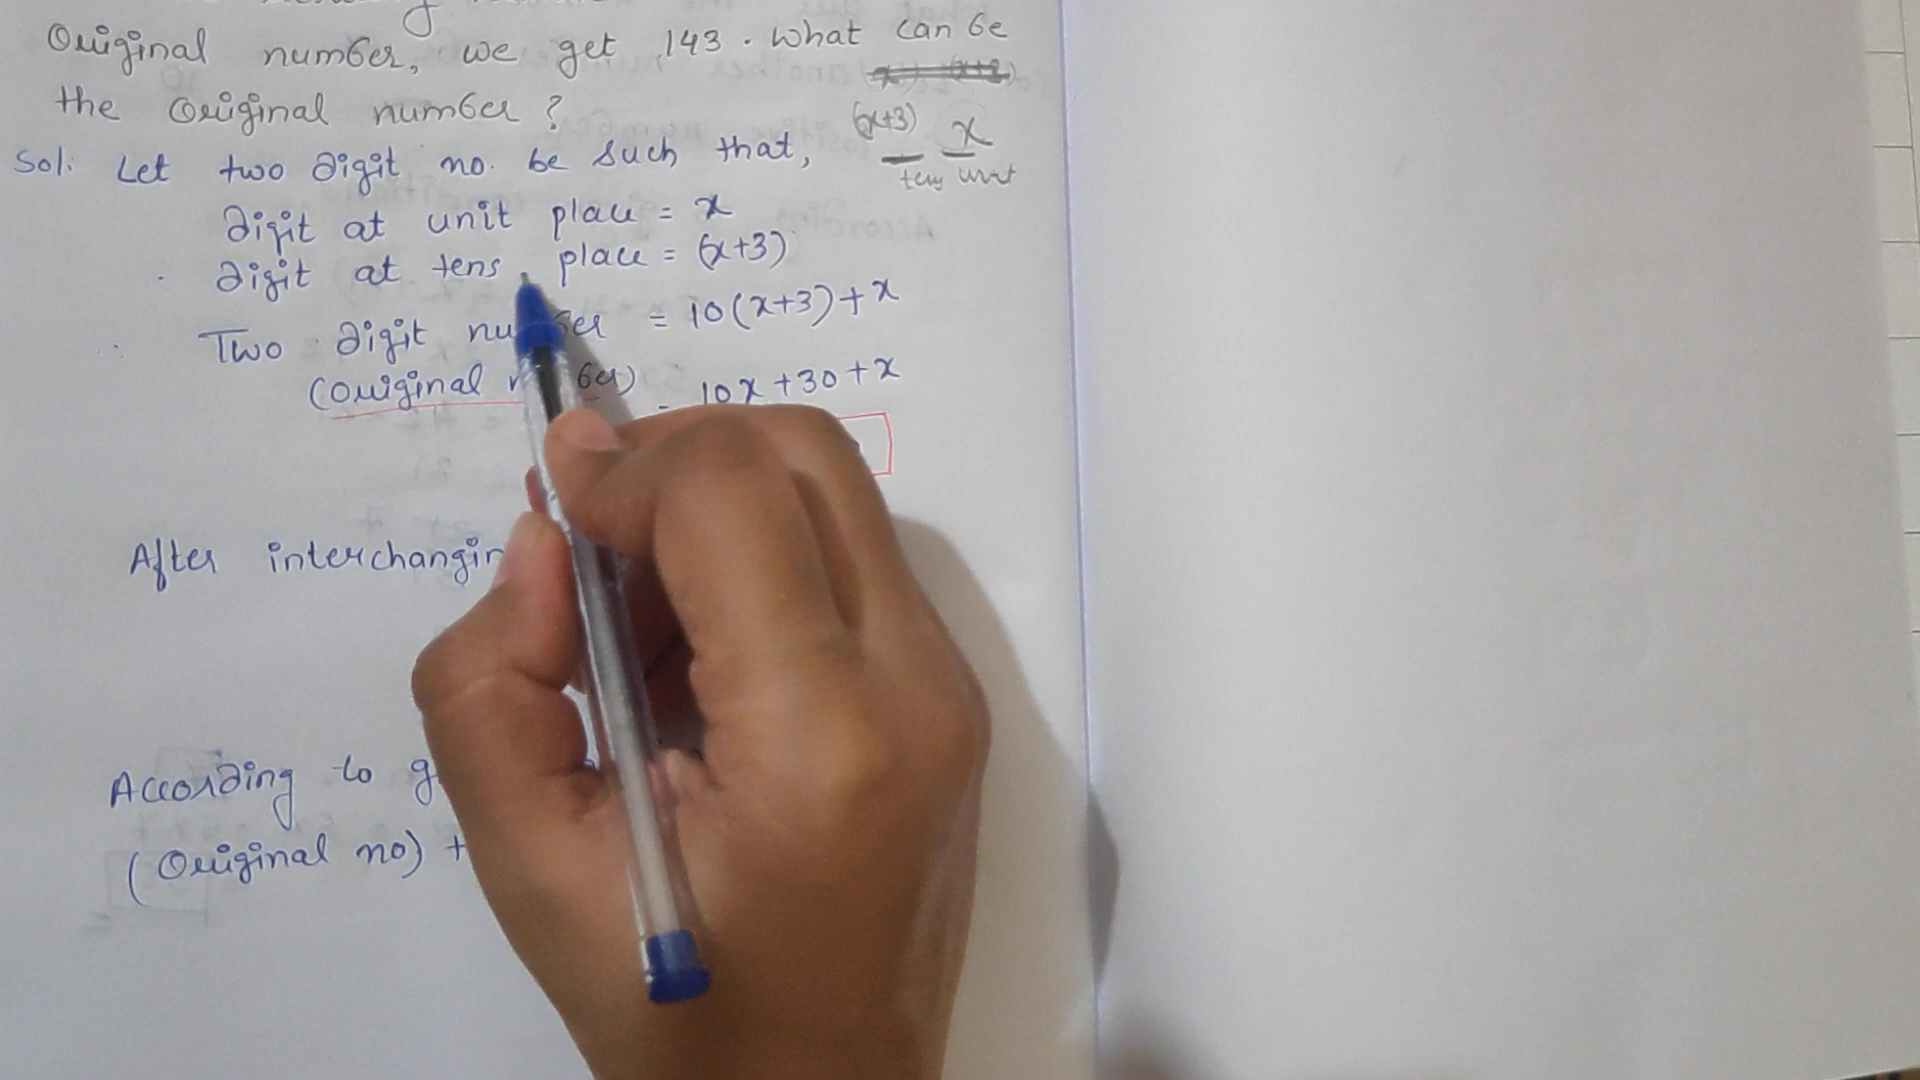 Original number, we get 143. What can be
the Original number?
(x+3) x
tens unit
Sol: Let two digit no. be such that,
digit at unit place = x
digit at tens place = (x+3)
Two digit number = 10(x+3)+x
(Original = 10x+30+x
After
According to
(Original no) +